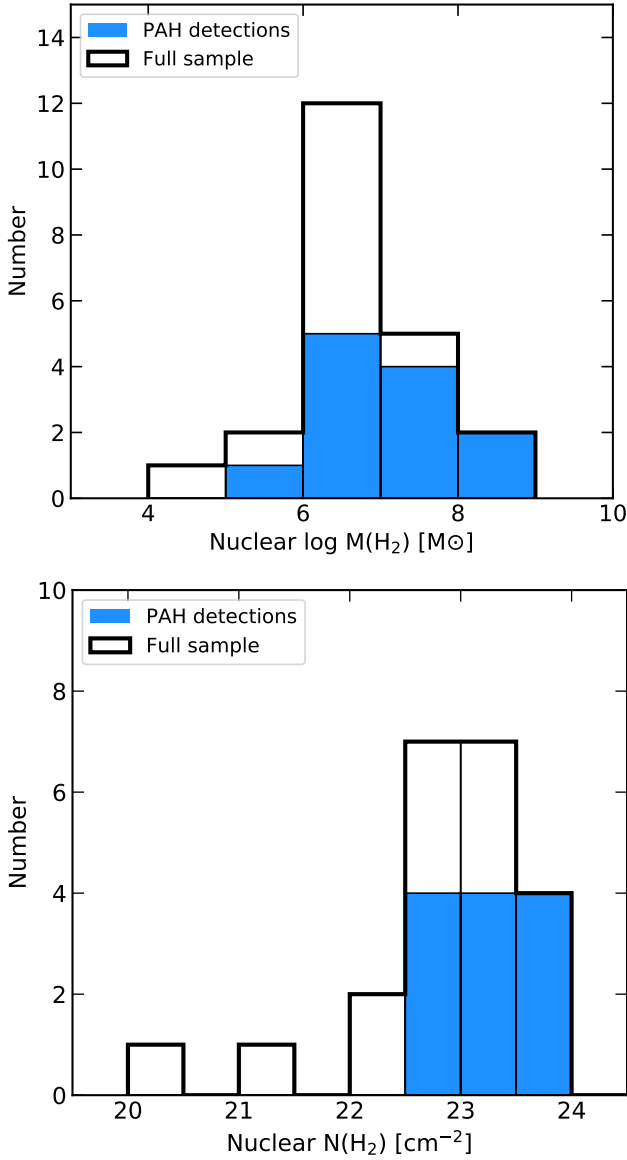 PAH detections
Full sample
14
12
10
8
6
4
2
0
Number
4 6 8 10
Nuclear log M(H₂) [M⊙]
PAH detections
Full sample
10
8
6
4
2
0
Number
20 21 22 23 24
Nuclear N(H₂) [cm⁻²]